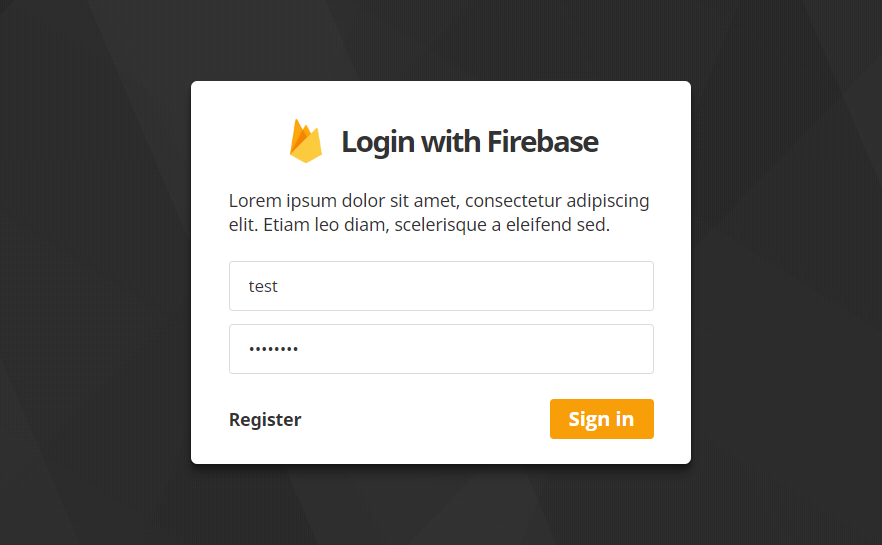 Login with Firebase
Lorem ipsum dolor sit amet, consectetur adipiscing
elit. Etiam leo diam, scelerisque a eleifend sed.
test
••••••••
Register
Sign in